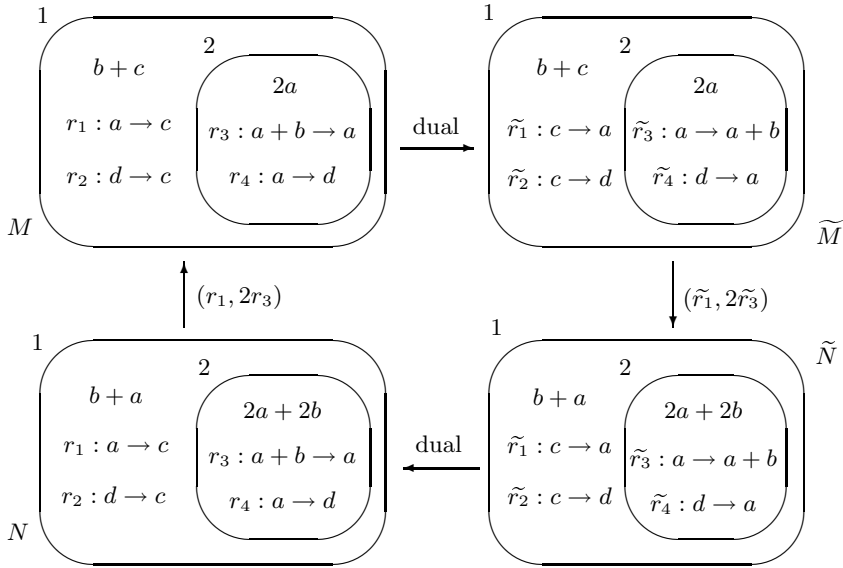 1
2
b + c
2a
r₁ : a → c
r₃ : a + b → a
r₂ : d → c
r₄ : a → d
M
dual
1
2
b + c
2a
r̃₁ : c → a
r̃₃ : a → a + b
r̃₂ : c → d
r̃₄ : d → a
M̃
(r₁, 2r₃)
(r̃₁, 2r̃₃)
1
2
b + a
2a + 2b
r₁ : a → c
r₃ : a + b → a
r₂ : d → c
r₄ : a → d
N
dual
1
2
Ñ
b + a
2a + 2b
r̃₁ : c → a
r̃₃ : a → a + b
r̃₂ : c → d
r̃₄ : d → a